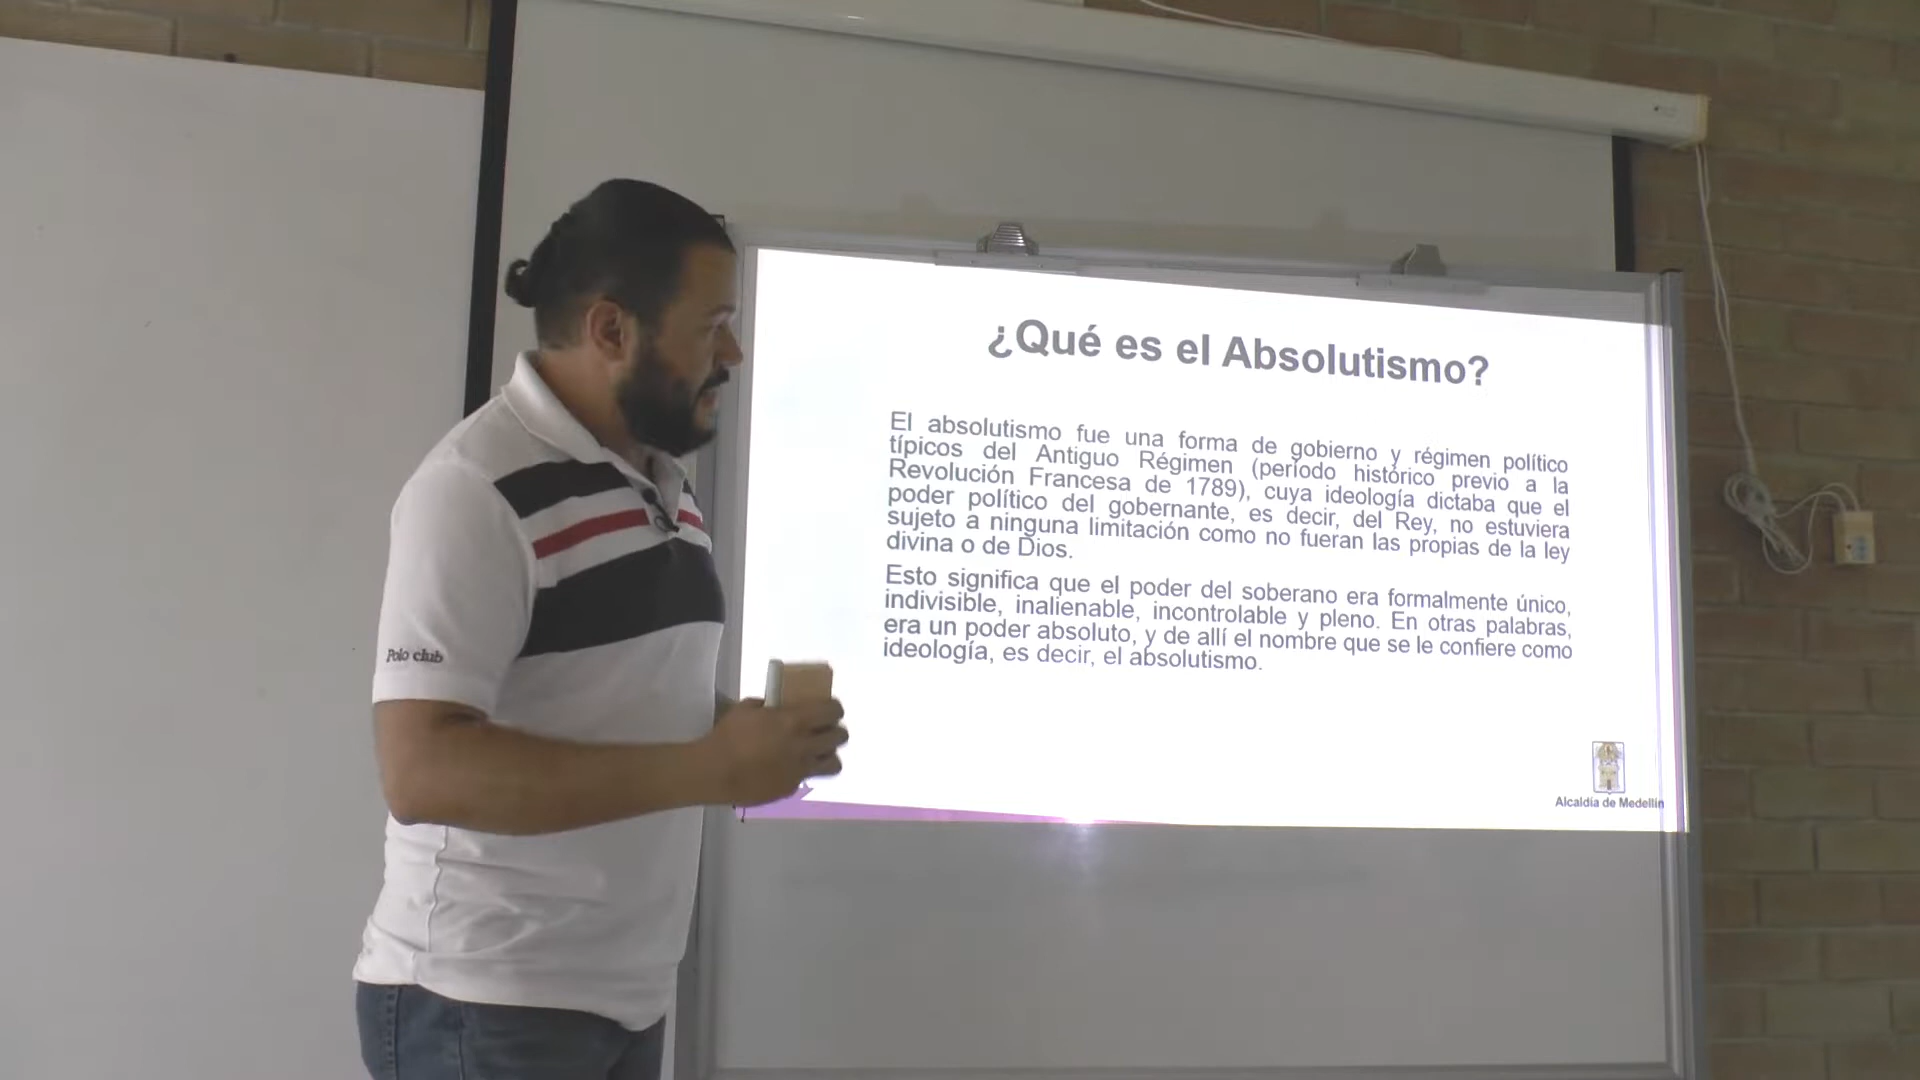 ¿Qué es el Absolutismo?
El absolutismo fue una forma de gobierno y régimen político
típicos del Antiguo Régimen (período histórico previo a la
Revolución Francesa de 1789), cuya ideología dictaba que el
poder político del gobernante, es decir, del Rey, no estuviera
sujeto a ninguna limitación como no fueran las propias de la ley
divina o de Dios.
Esto significa que el poder del soberano era formalmente único,
indivisible, inalienable, incontrolable y pleno. En otras palabras,
era un poder absoluto, y de allí el nombre que se le confiere como
ideología, es decir, el absolutismo.
Polo club
Alcaldía de Medellín